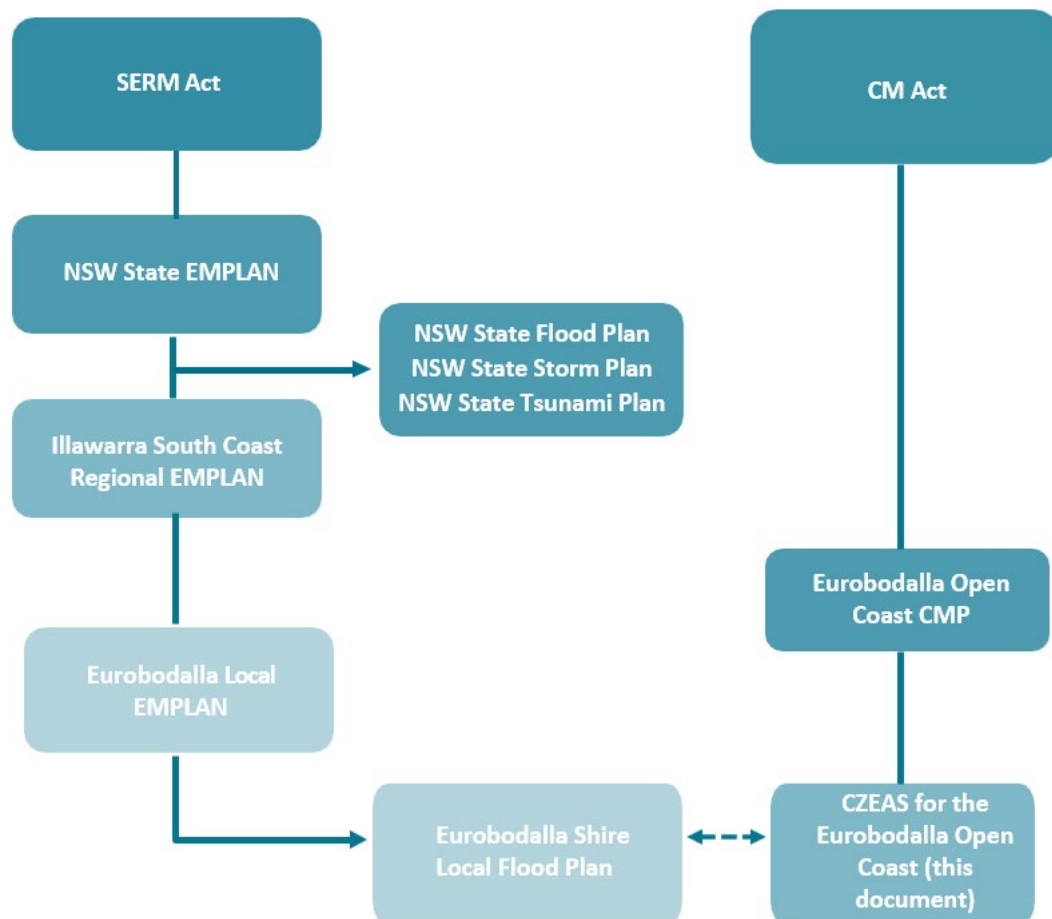 SERM Act
CM Act
NSW State EMPLAN
NSW State Flood Plan
NSW State Storm Plan
NSW State Tsunami Plan
Illawarra South Coast
Regional EMPLAN
Eurobodalla Open
Coast CMP
Eurobodalla Local
EMPLAN
Eurobodalla Shire
Local Flood Plan
CZEAS for the
Eurobodalla Open
Coast (this
document)